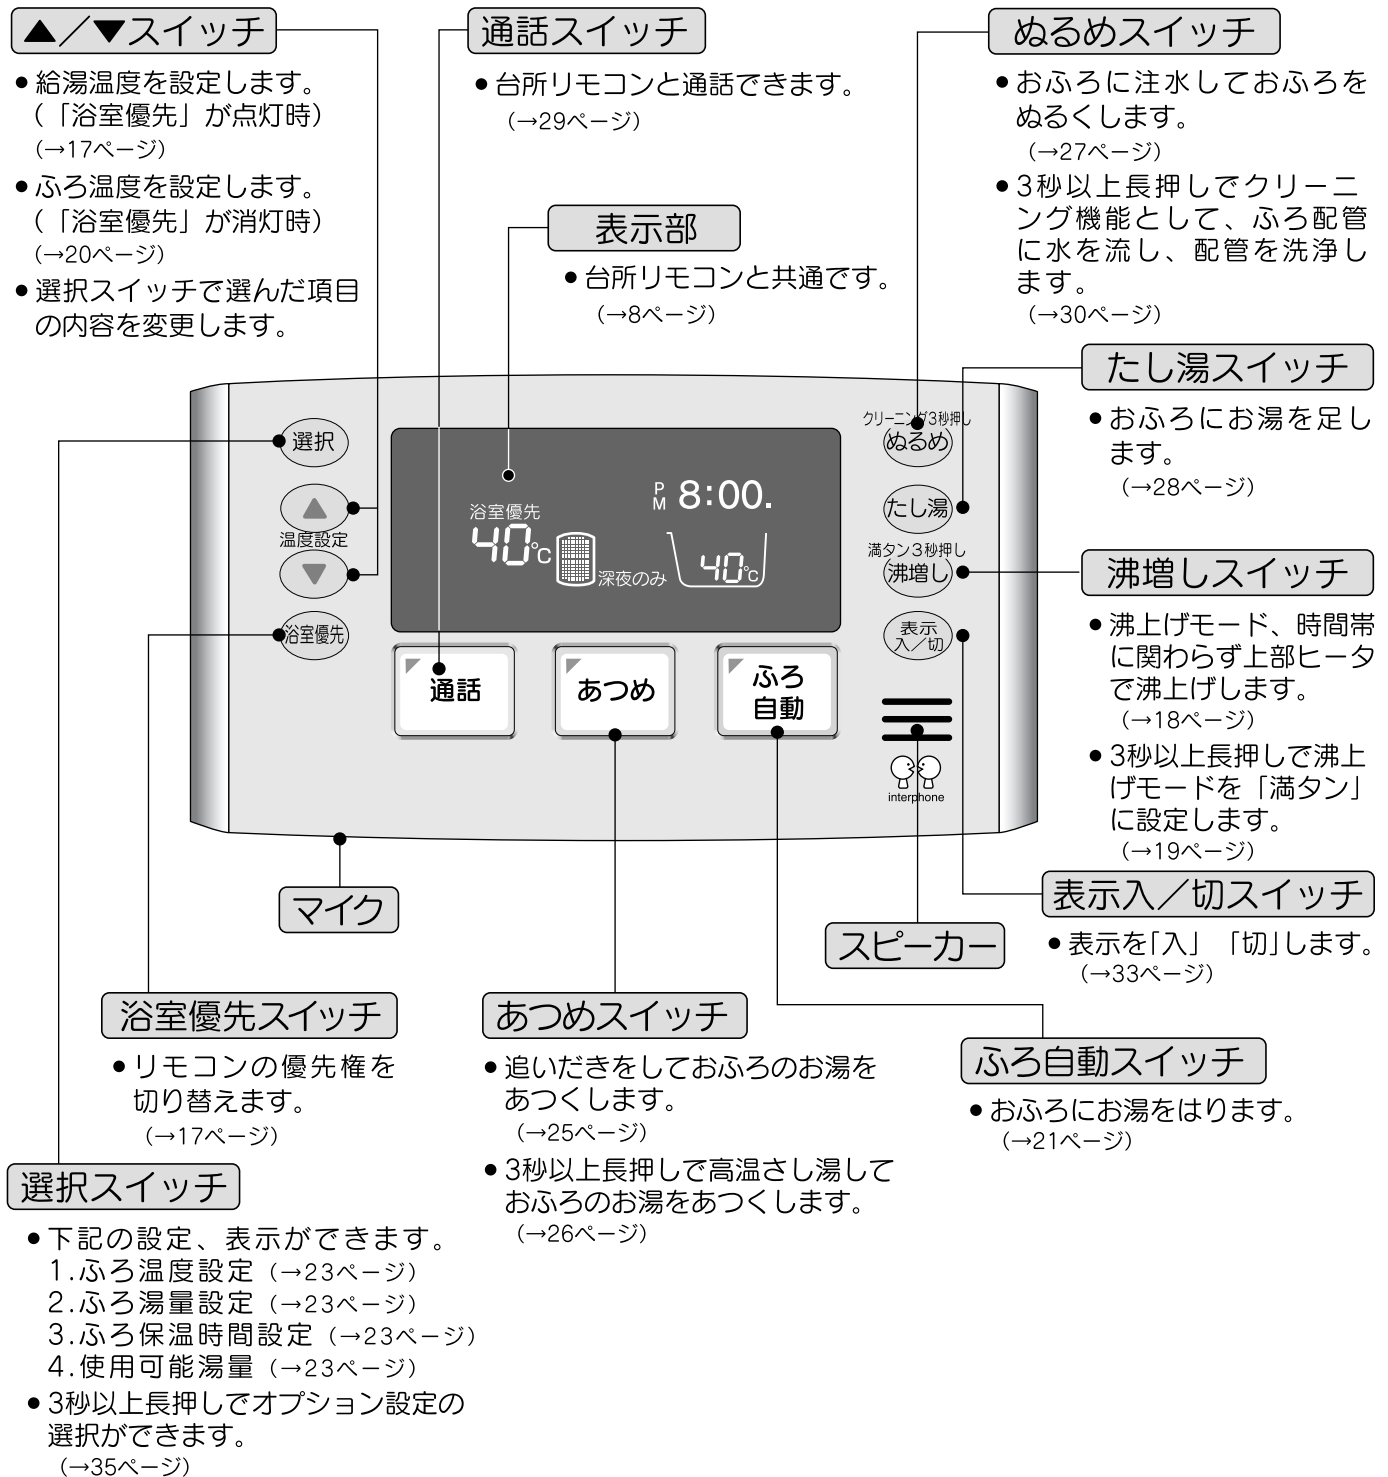 ▲／▼スイッチ
●給湯温度を設定します。
（「浴室優先」が点灯時）
（→17ページ）
●ふろ温度を設定します。
（「浴室優先」が消灯時）
（→20ページ）
●選択スイッチで選んだ項目
の内容を変更します。
通話スイッチ
●台所リモコンと通話できます。
（→29ページ）
表示部
●台所リモコンと共通です。
（→8ページ）
ぬるめスイッチ
●おふろに注水しておふろを
ぬるくします。
（→27ページ）
●3秒以上長押しでクリーニ
ング機能として、ふろ配管
に水を流し、配管を洗浄し
ます。
（→30ページ）
たし湯スイッチ
●おふろにお湯を足し
ます。
（→28ページ）
沸増しスイッチ
●沸上げモード、時間帯
に関わらず上部ヒータ
で沸上げします。
（→18ページ）
●3秒以上長押しで沸上
げモードを「満タン」
に設定します。
（→19ページ）
表示入／切スイッチ
●表示を「入」「切」します。
（→33ページ）
選択
▲
温度設定
▼
浴室優先
浴室優先
40℃
深夜のみ
PM 8:00.
40℃
クリーニング3秒押し
ぬるめ
たし湯
満タン3秒押し
沸増し
表示
入／切
通話
あつめ
ふろ
自動
interphone
マイク
スピーカー
浴室優先スイッチ
●リモコンの優先権を
切り替えます。
（→17ページ）
あつめスイッチ
●追いだきをしておふろのお湯を
あつくします。
（→25ページ）
●3秒以上長押しで高温さし湯して
おふろのお湯をあつくします。
（→26ページ）
ふろ自動スイッチ
●おふろにお湯をはります。
（→21ページ）
選択スイッチ
●下記の設定、表示ができます。
1.ふろ温度設定（→23ページ）
2.ふろ湯量設定（→23ページ）
3.ふろ保温時間設定（→23ページ）
4.使用可能湯量（→23ページ）
●3秒以上長押しでオプション設定の
選択ができます。
（→35ページ）